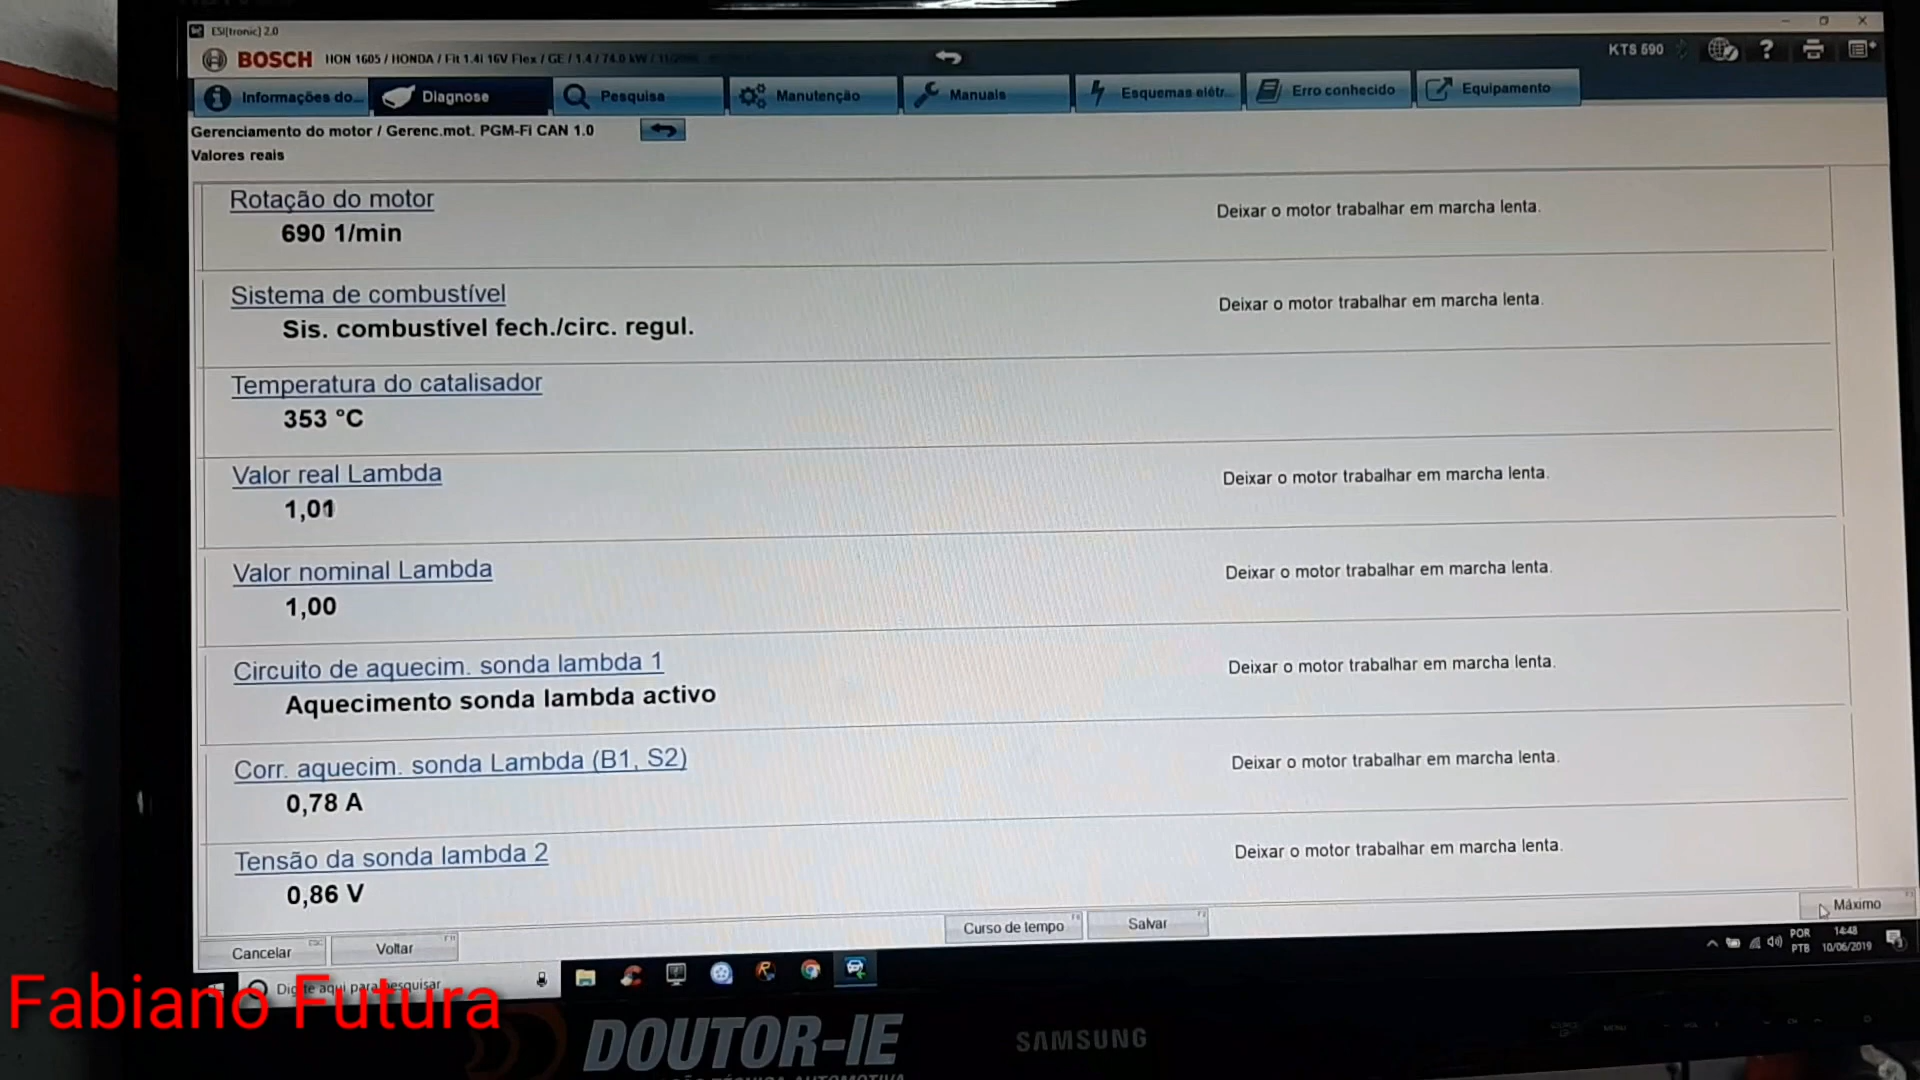 ESI[tronic] 2.0
BOSCH HON 1605 / HONDA / Fit 1.4i 16V Flex / GE / 1.4 / 74.0 kW /
KTS 590
Informações do... Diagnose Pesquisa Manutenção Manuais Esquemas elétr... Erro conhecido Equipamento
Gerenciamento do motor / Gerenc.mot. PGM-FI CAN 1.0
Valores reais
Rotação do motor
690 1/min
Deixar o motor trabalhar em marcha lenta.
Sistema de combustível
Sis. combustível fech./circ. regul.
Deixar o motor trabalhar em marcha lenta.
Temperatura do catalisador
353 °C
Valor real Lambda
1,01
Deixar o motor trabalhar em marcha lenta.
Valor nominal Lambda
1,00
Deixar o motor trabalhar em marcha lenta.
Circuito de aquecim. sonda lambda 1
Aquecimento sonda lambda activo
Deixar o motor trabalhar em marcha lenta.
Corr. aquecim. sonda Lambda (B1, S2)
0,78 A
Deixar o motor trabalhar em marcha lenta.
Tensão da sonda lambda 2
0,86 V
Deixar o motor trabalhar em marcha lenta.
Máximo
Cancelar Voltar Curso de tempo Salvar
Digite aqui para pesquisar
POR
PTB
14:48
10/06/2019
Fabiano Futura
DOUTOR-IE
SAMSUNG